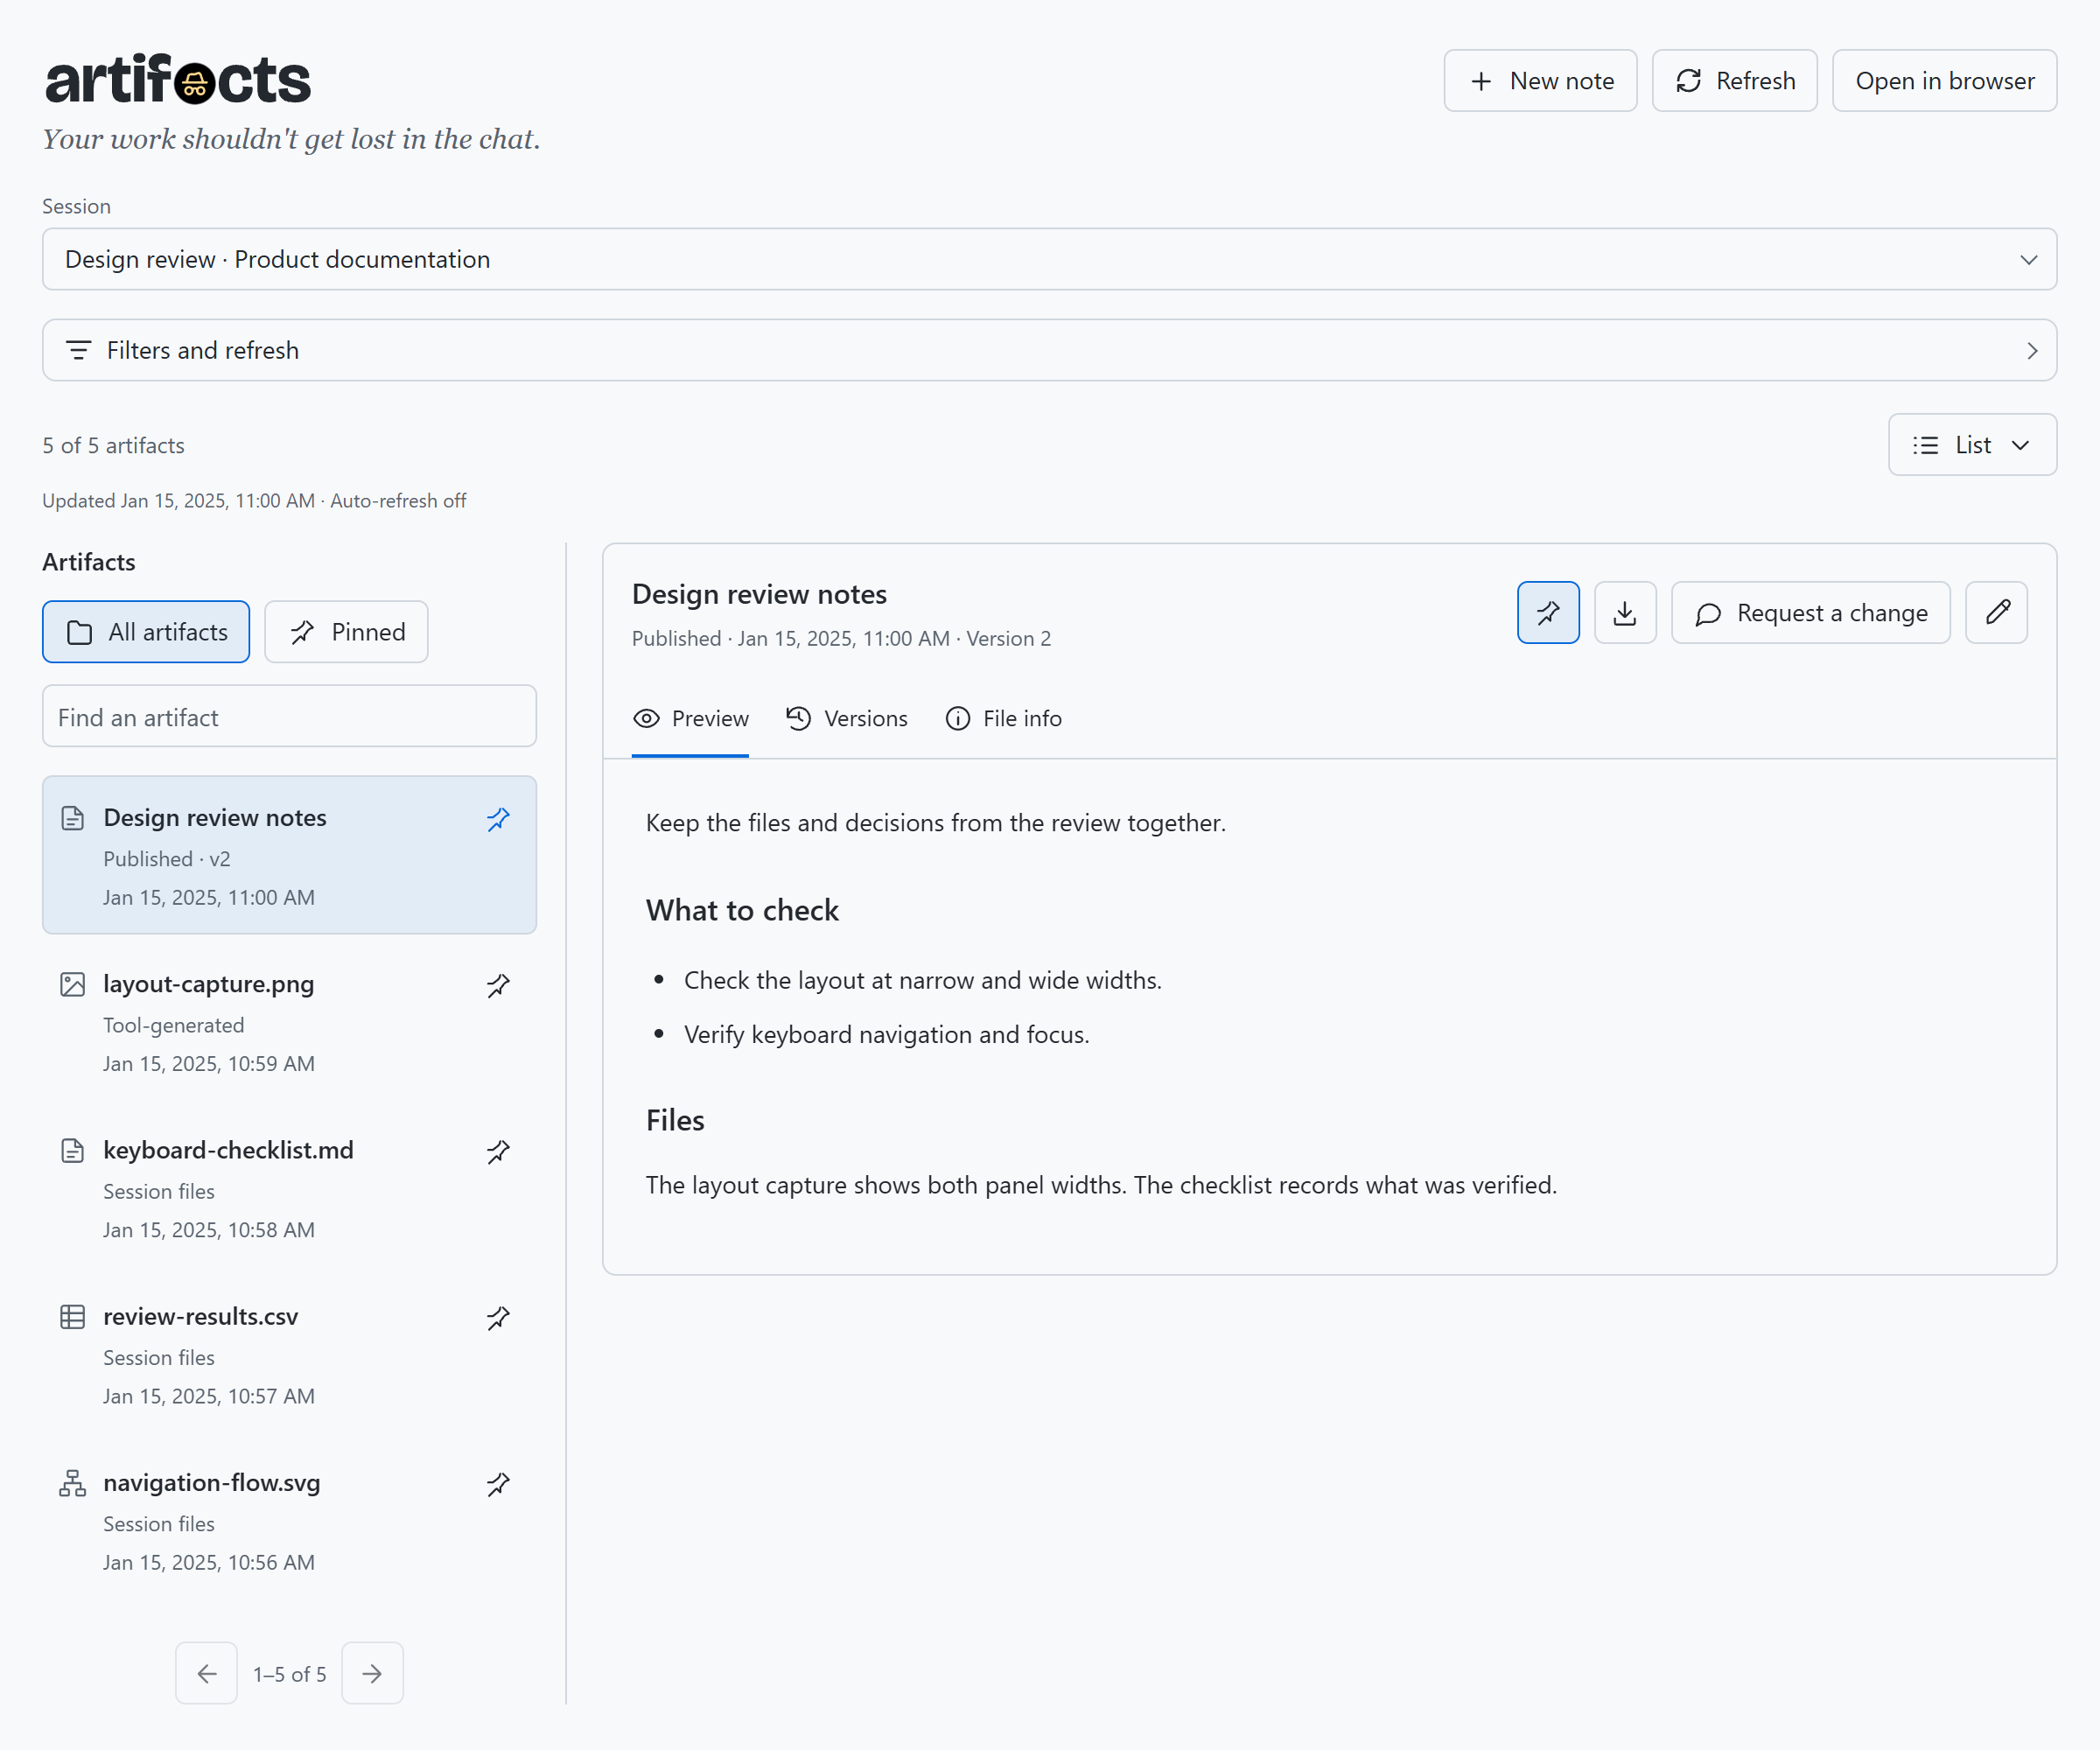 artifacts
Your work shouldn't get lost in the chat.
New note
Refresh
Open in browser
Session
Design review · Product documentation
Filters and refresh
5 of 5 artifacts
List
Updated Jan 15, 2025, 11:00 AM · Auto-refresh off
Artifacts
All artifacts
Pinned
Find an artifact
Design review notes
Published · v2
Jan 15, 2025, 11:00 AM
layout-capture.png
Tool-generated
Jan 15, 2025, 10:59 AM
keyboard-checklist.md
Session files
Jan 15, 2025, 10:58 AM
review-results.csv
Session files
Jan 15, 2025, 10:57 AM
navigation-flow.svg
Session files
Jan 15, 2025, 10:56 AM
1–5 of 5
Design review notes
Published · Jan 15, 2025, 11:00 AM · Version 2
Request a change
Preview
Versions
File info
Keep the files and decisions from the review together.
What to check
• Check the layout at narrow and wide widths.
• Verify keyboard navigation and focus.
Files
The layout capture shows both panel widths. The checklist records what was verified.